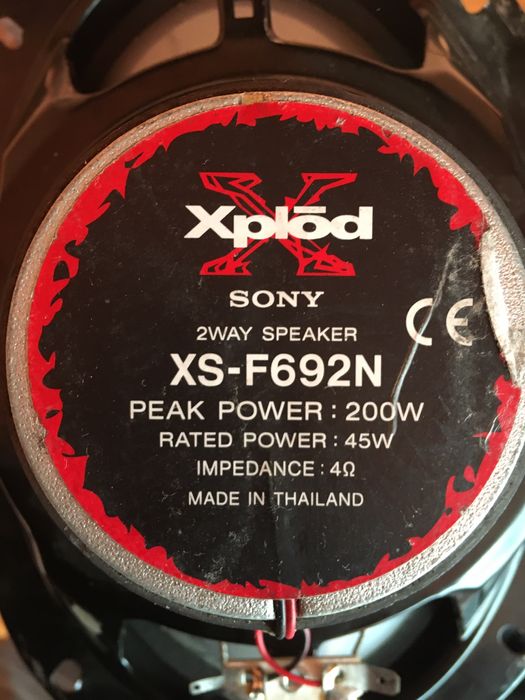 Xplōd
SONY
CE
2WAY SPEAKER
XS-F692N
PEAK POWER : 200W
RATED POWER : 45W
IMPEDANCE : 4Ω
MADE IN THAILAND